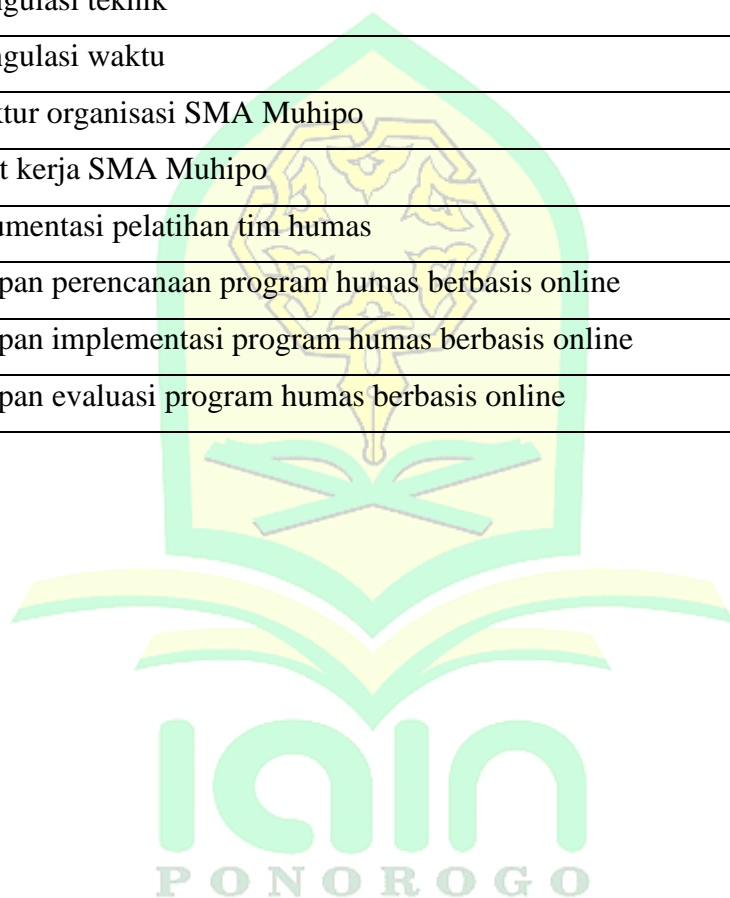 ngulasi teknik
ngulasi waktu
ktur organisasi SMA Muhipo
t kerja SMA Muhipo
umentasi pelatihan tim humas
pan perencanaan program humas berbasis online
pan implementasi program humas berbasis online
pan evaluasi program humas berbasis online
iain
PONOROGO